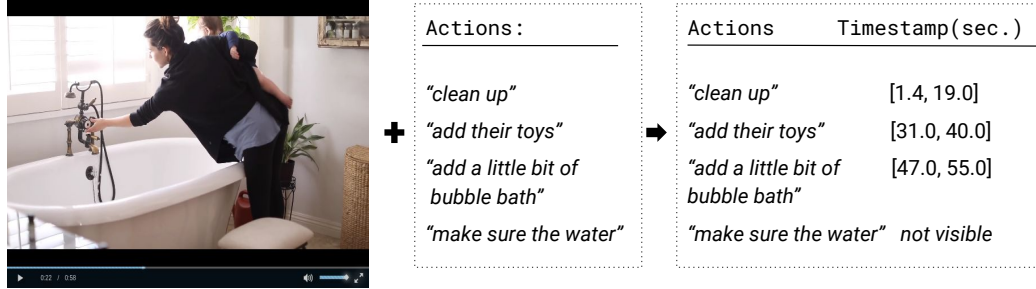 0:22 / 0:58
Actions:
“clean up”
“add their toys”
“add a little bit of
bubble bath”
“make sure the water”
Actions Timestamp(sec.)
“clean up” [1.4, 19.0]
“add their toys” [31.0, 40.0]
“add a little bit of [47.0, 55.0]
bubble bath”
“make sure the water” not visible